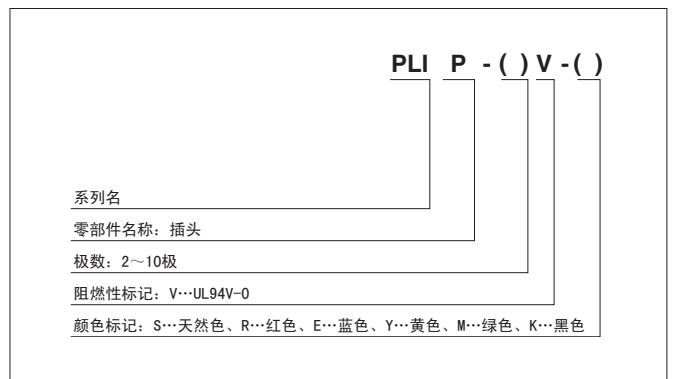 PLI P - ( ) V - ( )
系列名
零部件名称：插头
极数：2～10极
阻燃性标记：V…UL94V-0
颜色标记：S…天然色、R…红色、E…蓝色、Y…黄色、M…绿色、K…黑色